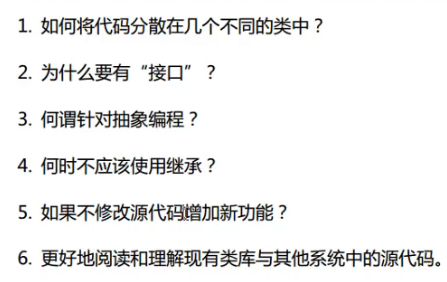 1. 如何将代码分散在几个不同的类中？
2. 为什么要有“接口”？
3. 何谓针对抽象编程？
4. 何时不应该使用继承？
5. 如果不修改源代码增加新功能？
6. 更好地阅读和理解现有类库与其他系统中的源代码。